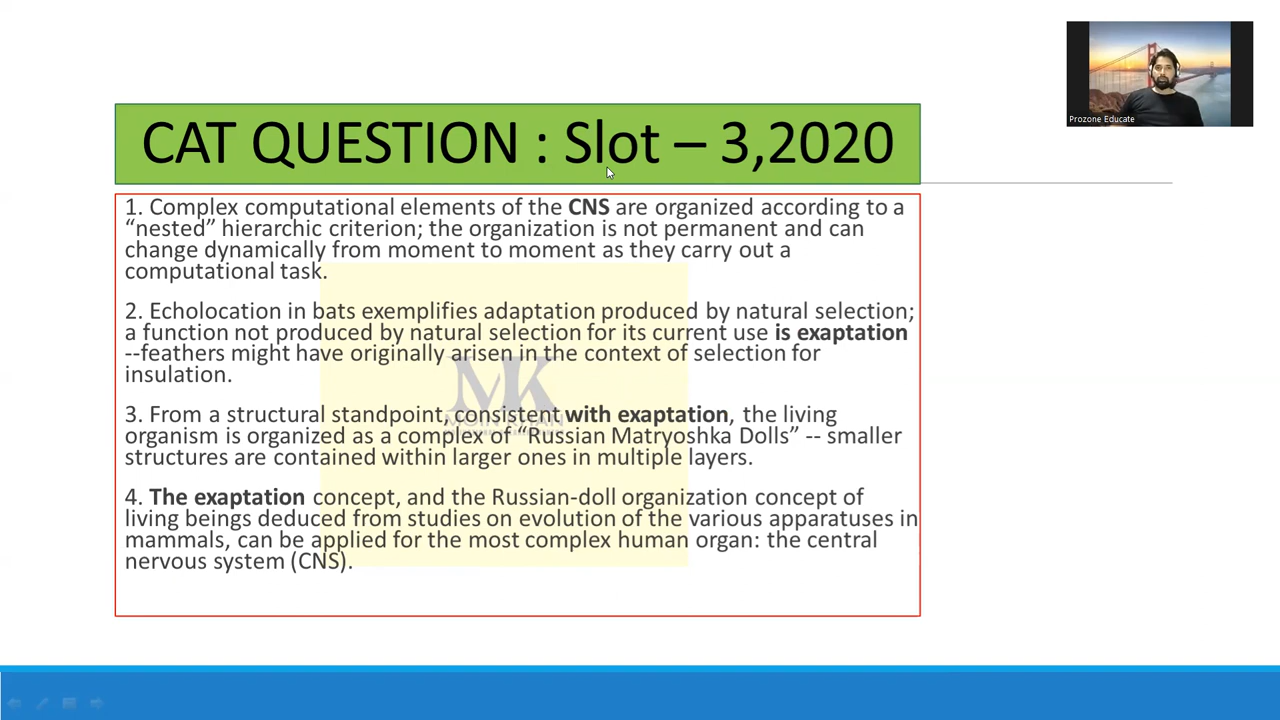 Prozone Educate
CAT QUESTION : Slot – 3,2020
1. Complex computational elements of the CNS are organized according to a
“nested” hierarchic criterion; the organization is not permanent and can
change dynamically from moment to moment as they carry out a
computational task.
2. Echolocation in bats exemplifies adaptation produced by natural selection;
a function not produced by natural selection for its current use is exaptation
--feathers might have originally arisen in the context of selection for
insulation.
3. From a structural standpoint, consistent with exaptation, the living
organism is organized as a complex of “Russian Matryoshka Dolls” -- smaller
structures are contained within larger ones in multiple layers.
4. The exaptation concept, and the Russian-doll organization concept of
living beings deduced from studies on evolution of the various apparatuses in
mammals, can be applied for the most complex human organ: the central
nervous system (CNS).
MK